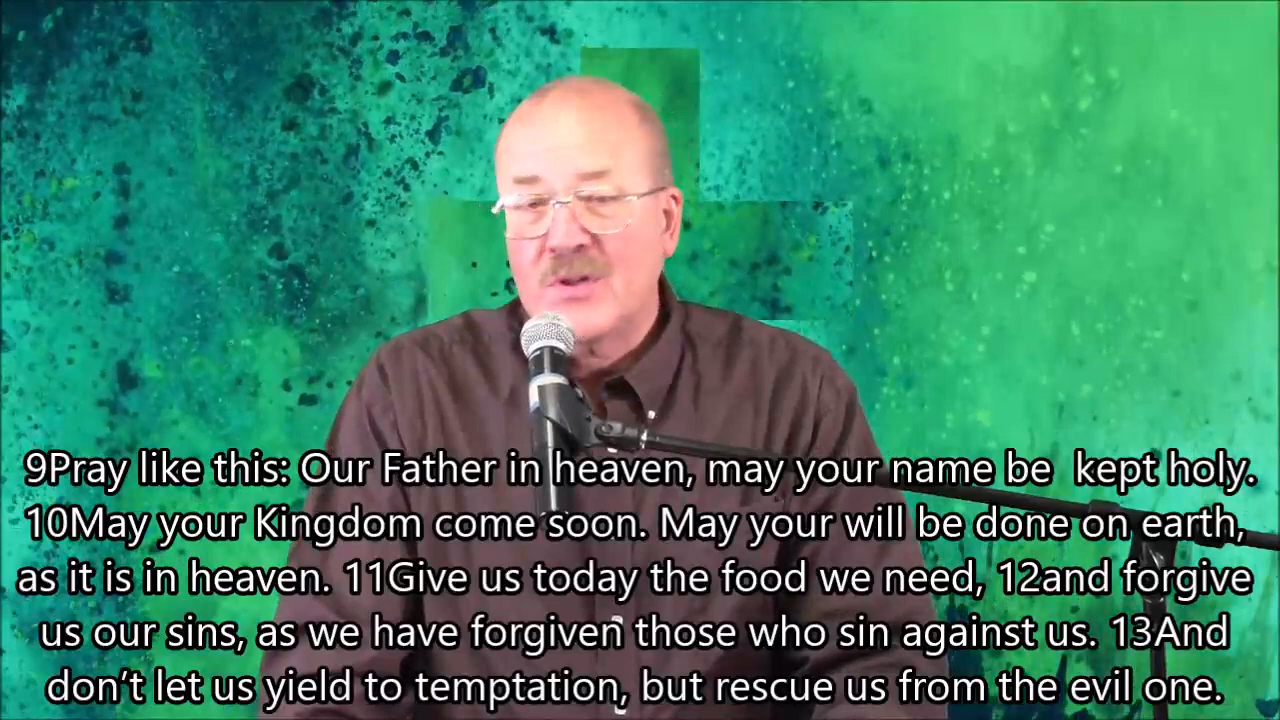 9Pray like this: Our Father in heaven, may your name be  kept holy.
10May your Kingdom come soon. May your will be done on earth,
as it is in heaven. 11Give us today the food we need, 12and forgive
us our sins, as we have forgiven those who sin against us. 13And
don’t let us yield to temptation, but rescue us from the evil one.